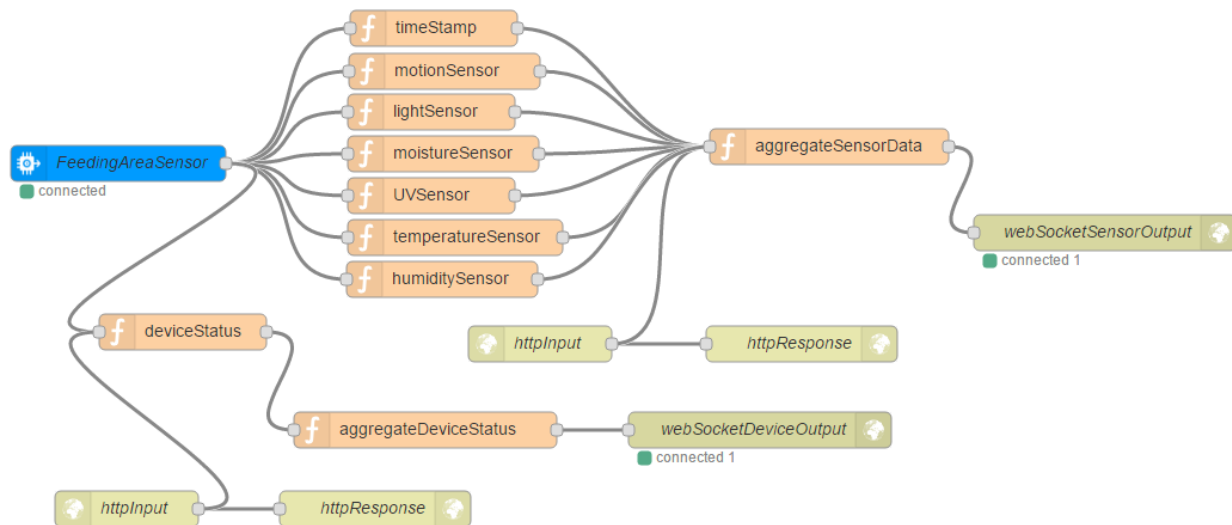 timeStamp
motionSensor
lightSensor
aggregateSensorData
moistureSensor
FeedingAreaSensor
connected
UVSensor
temperatureSensor
webSocketSensorOutput
connected 1
humiditySensor
deviceStatus
httpInput
httpResponse
aggregateDeviceStatus
webSocketDeviceOutput
connected 1
httpInput
httpResponse